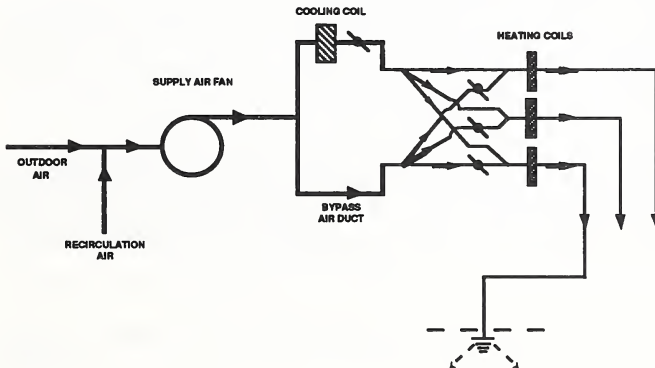 COOLING COIL
HEATING COILS
SUPPLY AIR FAN
OUTDOOR
AIR
BYPASS
AIR DUCT
RECIRCULATION
AIR